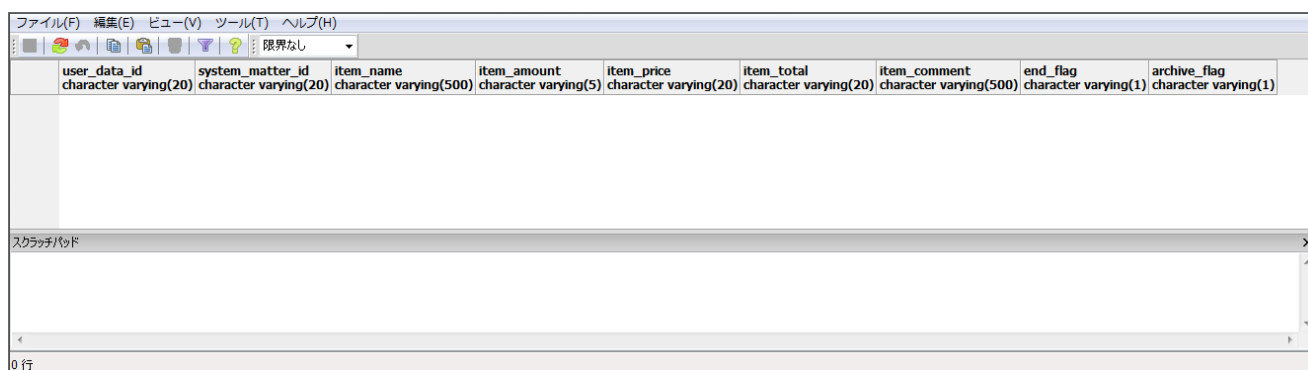 ファイル(F) 編集(E) ビュー(V) ツール(T) ヘルプ(H)
限界なし
user_data_id system_matter_id item_name item_amount item_price item_total item_comment end_flag archive_flag
character varying(20) character varying(20) character varying(500) character varying(5) character varying(20) character varying(20) character varying(500) character varying(1) character varying(1)
スクラッチパッド
0 行